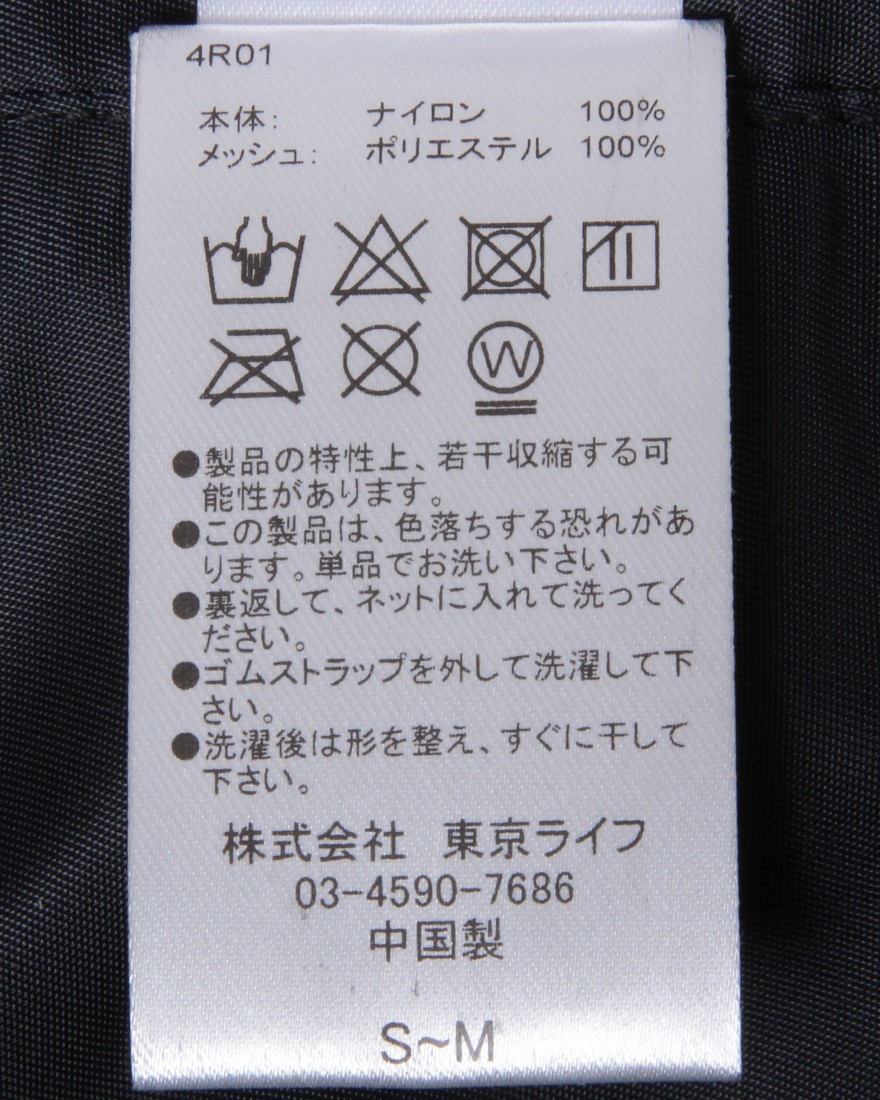 4R01
本体: ナイロン 100%
メッシュ: ポリエステル 100%
W
●製品の特性上、若干収縮する可
能性があります。
●この製品は、色落ちする恐れがあ
ります。単品でお洗い下さい。
●裏返して、ネットに入れて洗ってく
ださい。
●ゴムストラップを外して洗濯して下
さい。
●洗濯後は形を整え、すぐに干して
下さい。
株式会社 東京ライフ
03-4590-7686
中国製
S~M